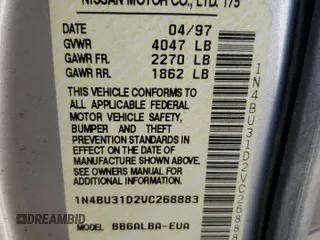 NISSAN MOTOR CO., LTD. 175
DATE 04/97
GVWR 4047 LB
GAWR FR. 2270 LB
GAWR RR. 1862 LB
THIS VEHICLE CONFORMS TO
ALL APPLICABLE FEDERAL
MOTOR VEHICLE SAFETY,
BUMPER AND THEFT
PREVENTION STANDARDS
IN EFFECT ON THE DATE OF
MANUFACTURE SHOWN ABOVE.
SEE OWNERS MANUAL
FOR ADDITIONAL
INFORMATION.
1N4BU31D2VC268883
MODEL BB6ALBA-EUA
1N4BU31D2VC26888
DREAMBID